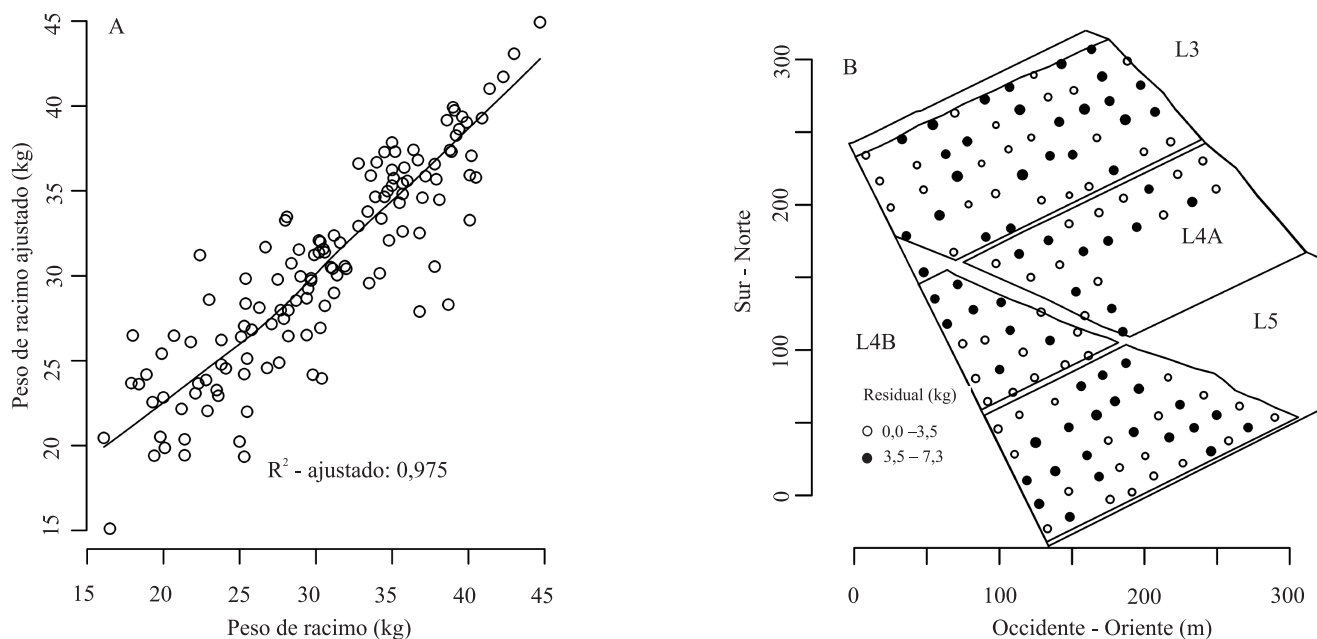 A
Peso de racimo ajustado (kg)
45
40
35
30
25
20
15
R² - ajustado: 0,975
15 20 25 30 35 40 45
Peso de racimo (kg)
B
L3
L4A
L5
L4B
Sur - Norte
300
200
100
0
Residual (kg)
0,0 –3,5
3,5 – 7,3
0 100 200 300
Occidente - Oriente (m)